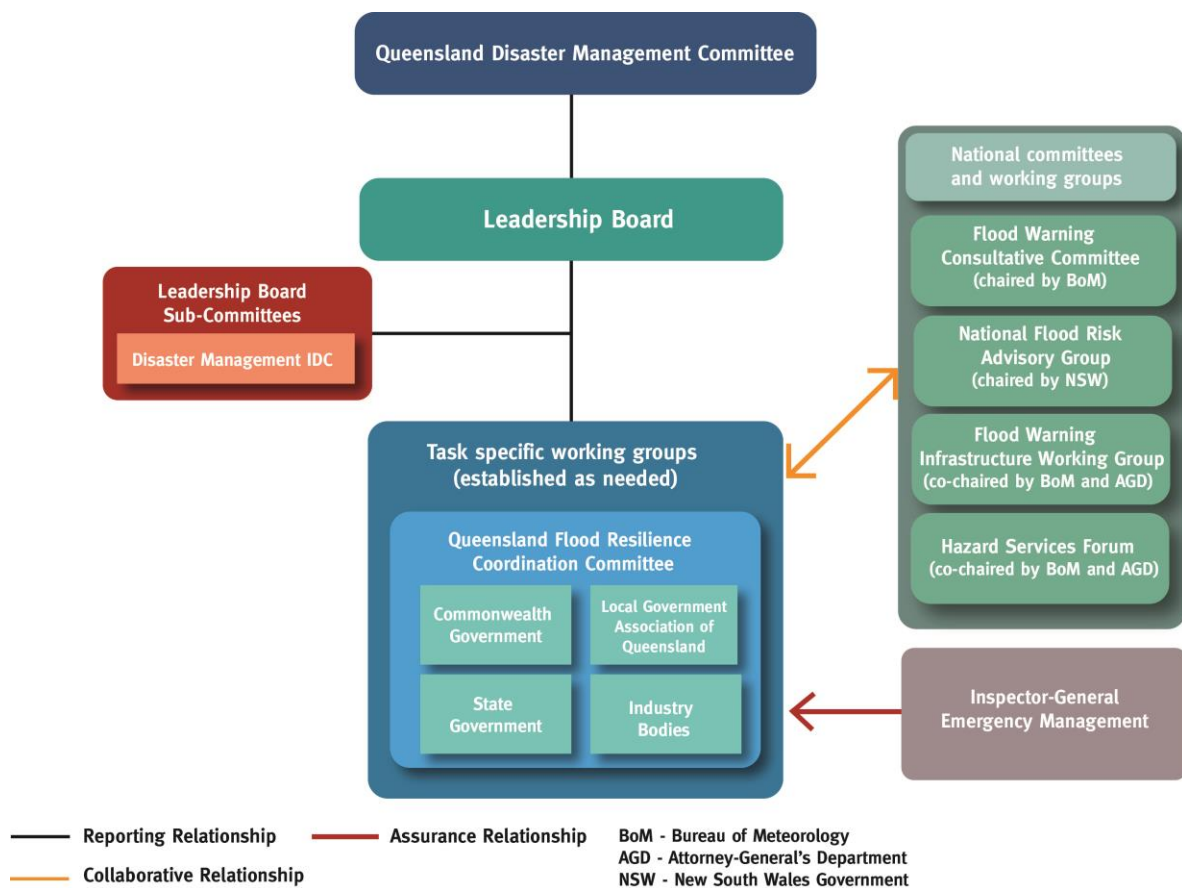 Queensland Disaster Management Committee
Leadership Board
Leadership Board
Sub-Committees
Disaster Management IDC
Task specific working groups
(established as needed)
Queensland Flood Resilience
Coordination Committee
Commonwealth
Government
Local Government
Association of
Queensland
State
Government
Industry
Bodies
National committees
and working groups
Flood Warning
Consultative Committee
(chaired by BoM)
National Flood Risk
Advisory Group
(chaired by NSW)
Flood Warning
Infrastructure Working Group
(co-chaired by BoM and AGD)
Hazard Services Forum
(co-chaired by BoM and AGD)
Inspector-General
Emergency Management
Reporting Relationship
Collaborative Relationship
Assurance Relationship
BoM - Bureau of Meteorology
AGD - Attorney-General's Department
NSW - New South Wales Government